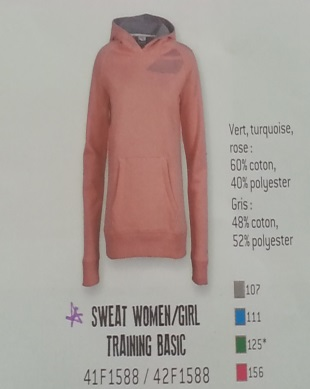 Vert, turquoise,
rose :
60% coton,
40% polyester
Gris :
48% coton,
52% polyester
107
111
125*
156
SWEAT WOMEN/GIRL
TRAINING BASIC
41F1588 / 42F1588